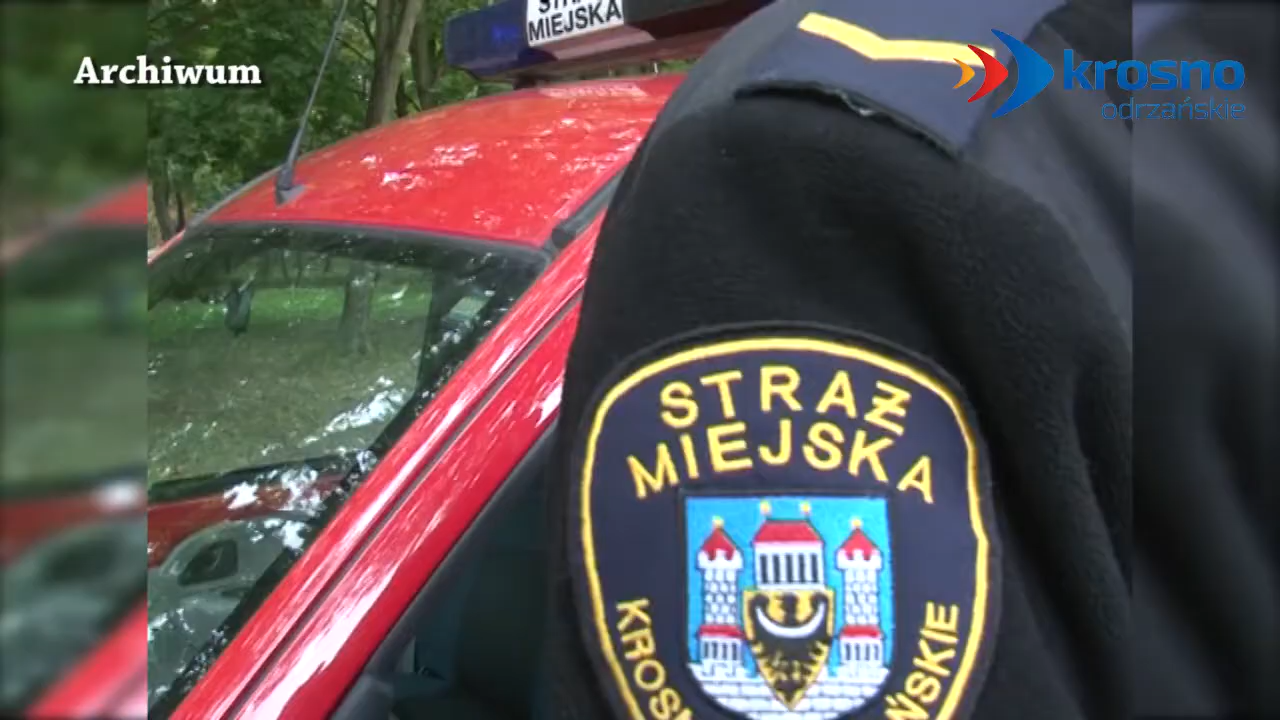 Archiwum
STRAŻ
MIEJSKA
krosno
odrzańskie
STRAŻ
MIEJSKA